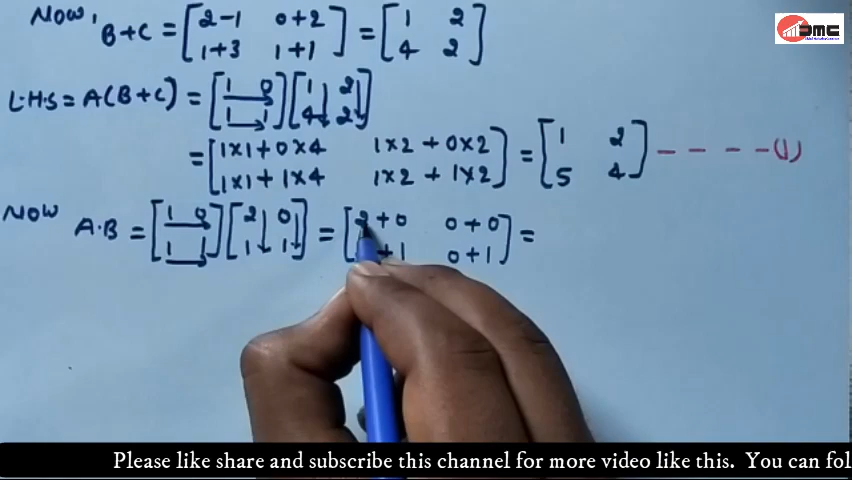 Now, B+C = [2-1 0+2 1+3 1+1] = [1 2 4 2]
L.H.S = A(B+C) = [1 0 1 1] [1 2 4 2]
= [1×1+0×4 1×2+0×2 1×1+1×4 1×2+1×2] = [1 2 5 4] - - - - (1)
Now A·B = [1 0 1 1] [2 0 1 1] = [2+0 0+0 +1 0+1] =
DMC
Please like share and subscribe this channel for more video like this. You can fol